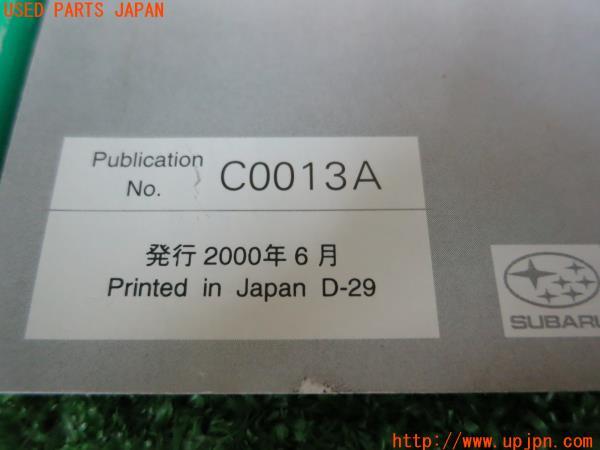 USED PARTS JAPAN
Publication
No. C0013A
発行 2000年 6 月
Printed in Japan D-29
SUBARU
http://www.upjpn.com/